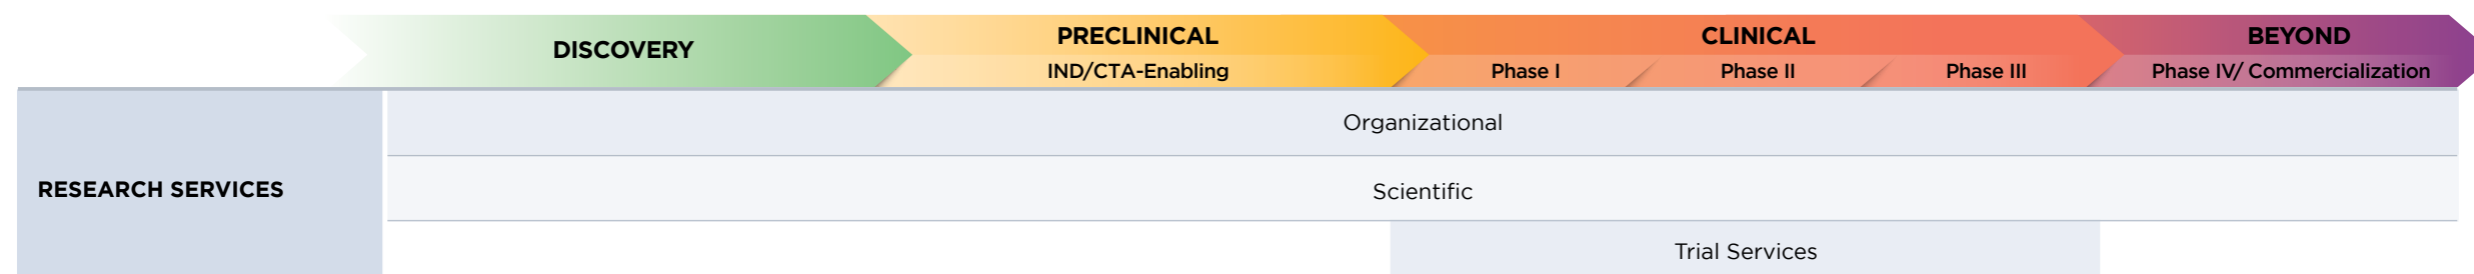 DISCOVERY
PRECLINICAL
IND/CTA-Enabling
CLINICAL
Phase I
Phase II
Phase III
BEYOND
Phase IV/ Commercialization
RESEARCH SERVICES
Organizational
Scientific
Trial Services